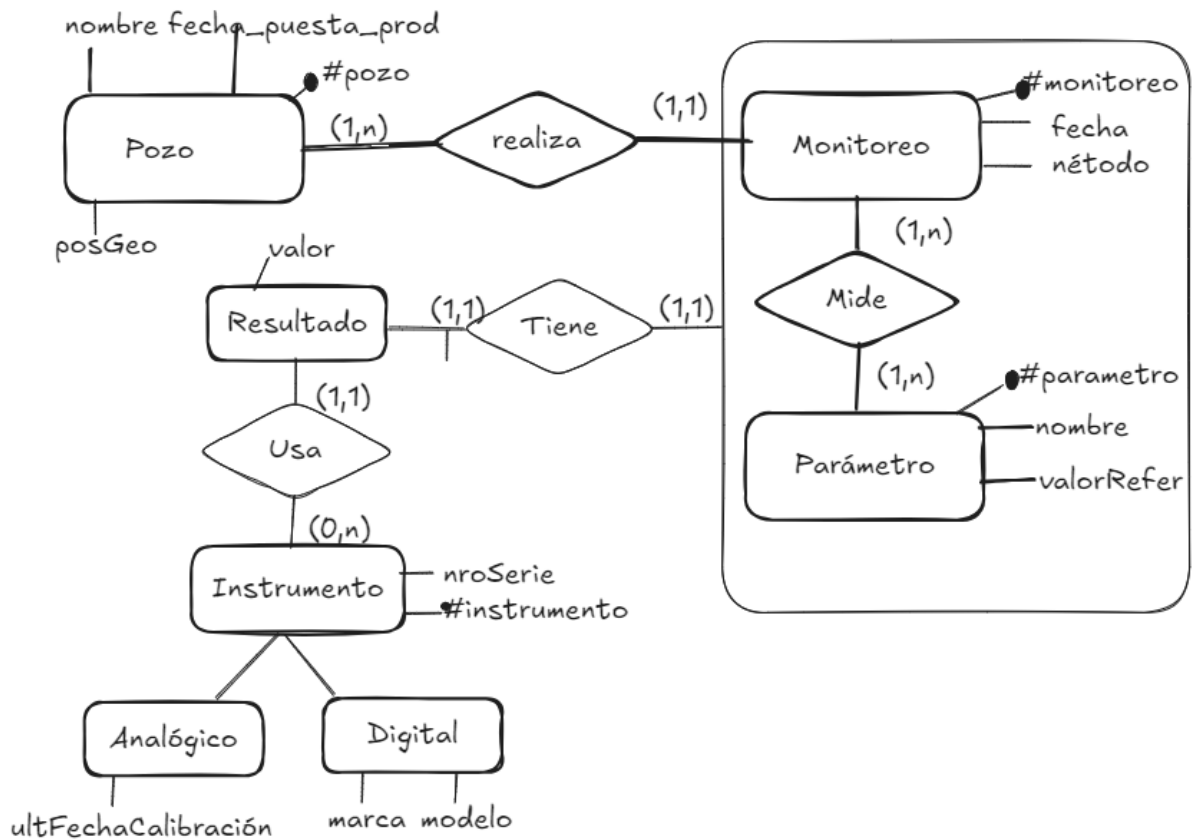 nombre fecha_puesta_prod
#pozo
Pozo
(1,n)
realiza
(1,1)
Monitoreo
#monitoreo
fecha
nétodo
posGeo
(1,n)
valor
Resultado
(1,1)
Tiene
(1,1)
Mide
(1,n)
#parametro
(1,1)
Usa
Parámetro
nombre
valorRefer
(0,n)
Instrumento
nroSerie
#instrumento
Analógico
Digital
ultFechaCalibración
marca modelo